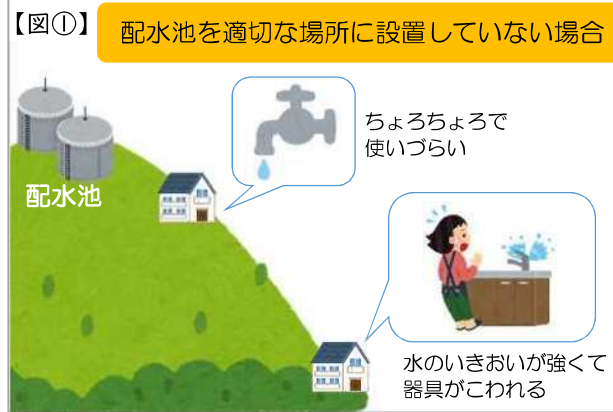 【図①】
配水池を適切な場所に設置していない場合
ちょろちょろで
使いづらい
配水池
水のいきおいが強くて
器具がこわれる